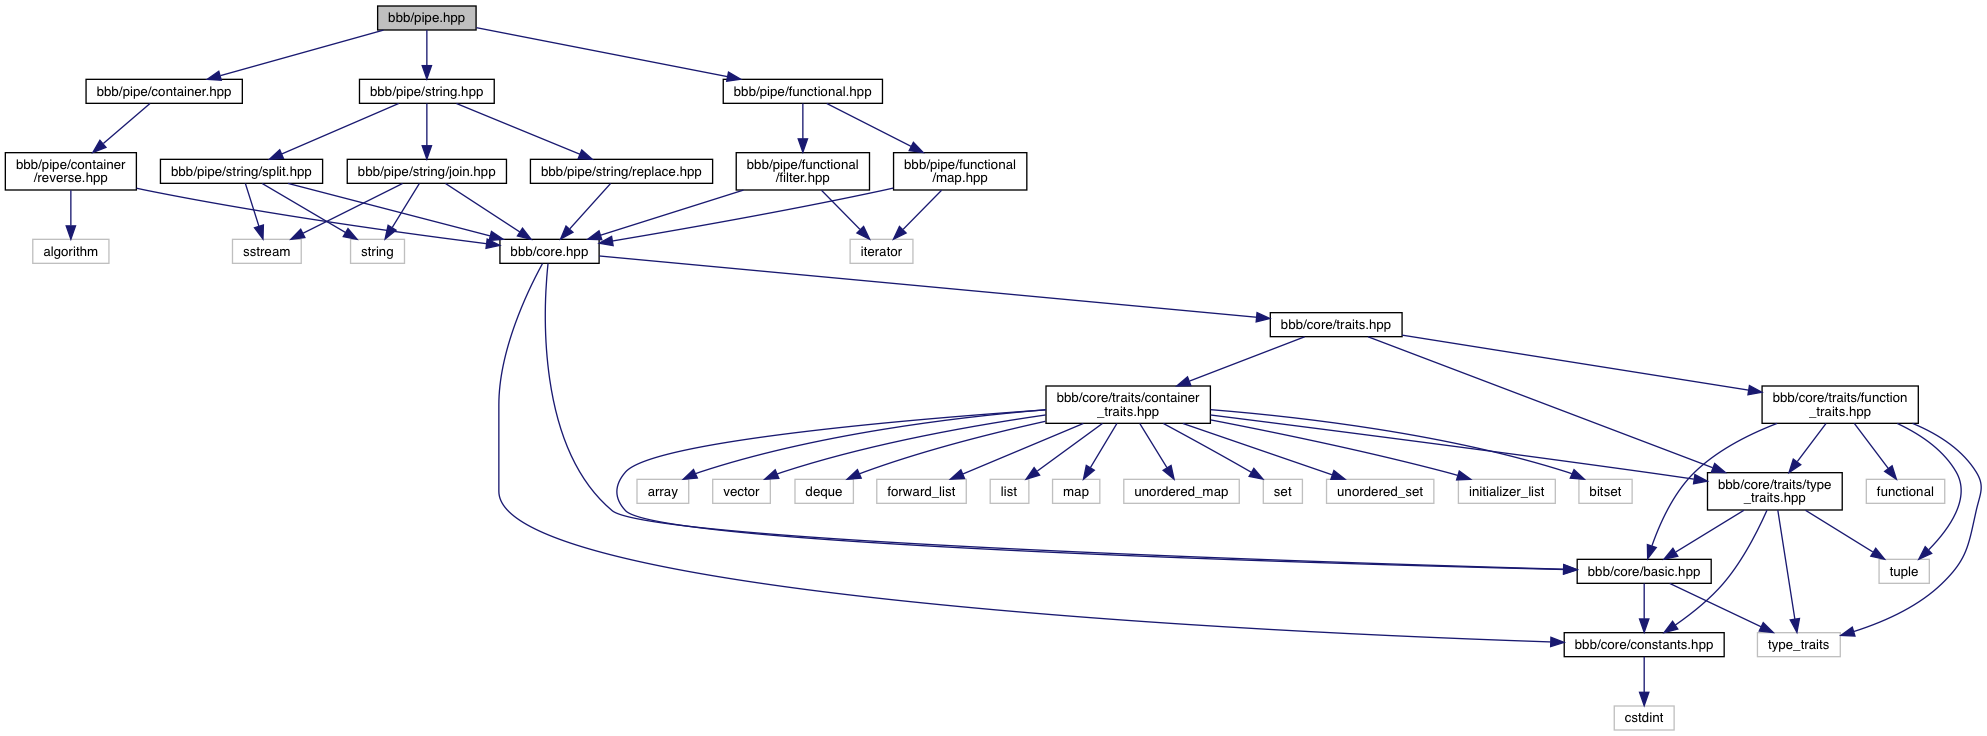 bbb/pipe.hpp
bbb/pipe/container.hpp
bbb/pipe/string.hpp
bbb/pipe/functional.hpp
bbb/pipe/container
/reverse.hpp
bbb/pipe/string/split.hpp
bbb/pipe/string/join.hpp
bbb/pipe/string/replace.hpp
bbb/pipe/functional
/filter.hpp
bbb/pipe/functional
/map.hpp
algorithm
sstream
string
bbb/core.hpp
iterator
bbb/core/traits.hpp
bbb/core/traits/container
_traits.hpp
bbb/core/traits/function
_traits.hpp
array
vector
deque
forward_list
list
map
unordered_map
set
unordered_set
initializer_list
bitset
bbb/core/traits/type
_traits.hpp
functional
bbb/core/basic.hpp
tuple
bbb/core/constants.hpp
type_traits
cstdint